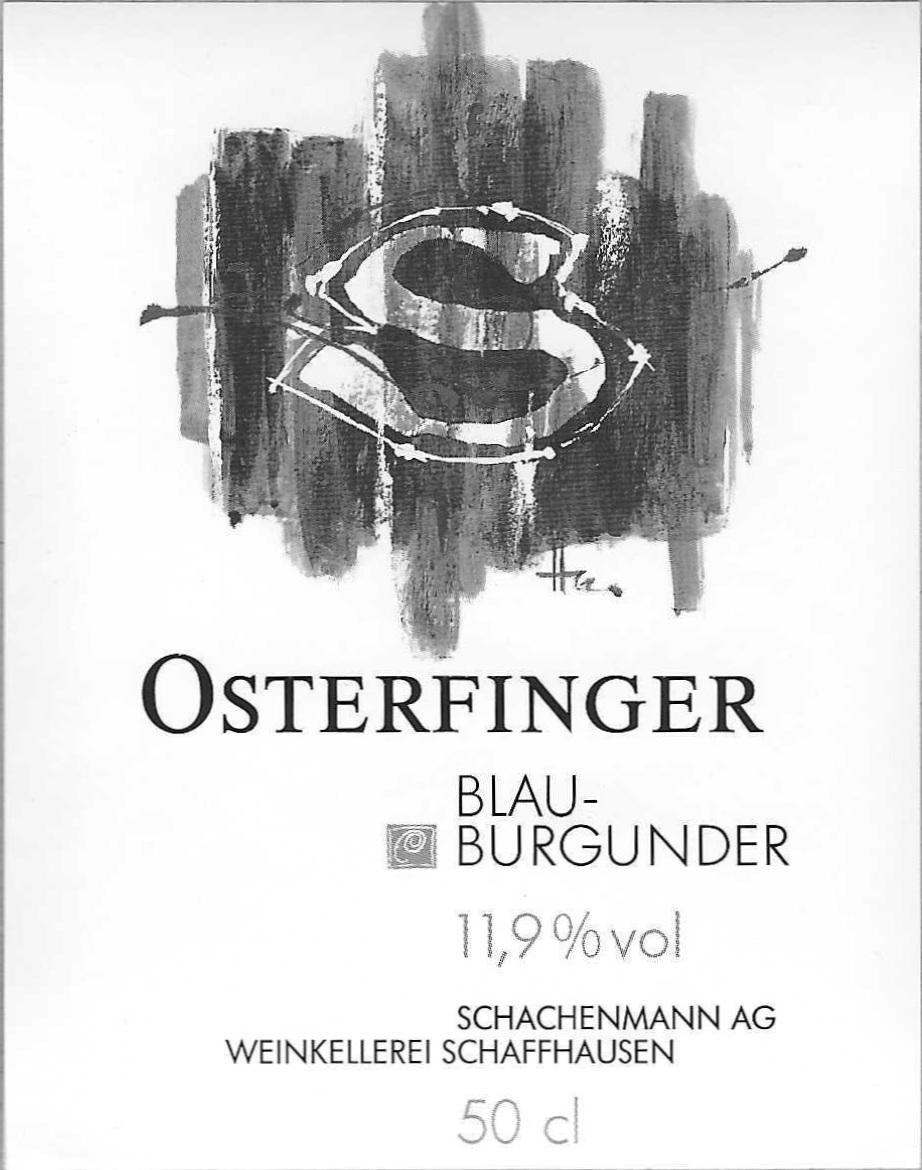 OSTERFINGER
BLAU-
BURGUNDER
11,9 % vol
SCHACHENMANN AG
WEINKELLEREI SCHAFFHAUSEN
50 cl